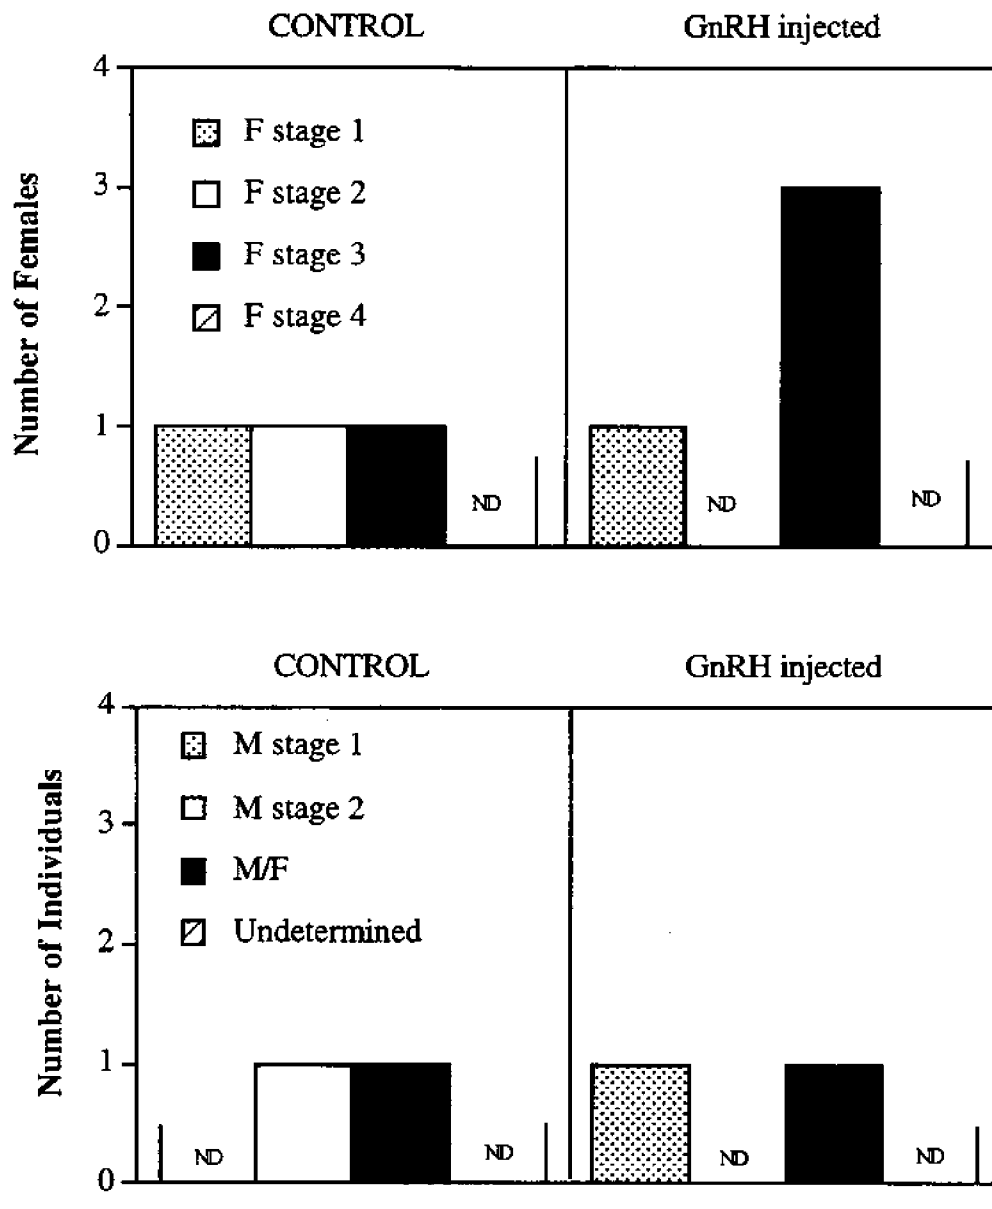 CONTROL GnRH injected
4
F stage 1
3
F stage 2
F stage 3
2
F stage 4
1
ND ND ND
0
Number of Females
CONTROL GnRH injected
4
M stage 1
3
M stage 2
M/F
2
Undetermined
1
ND ND ND ND
0
Number of Individuals